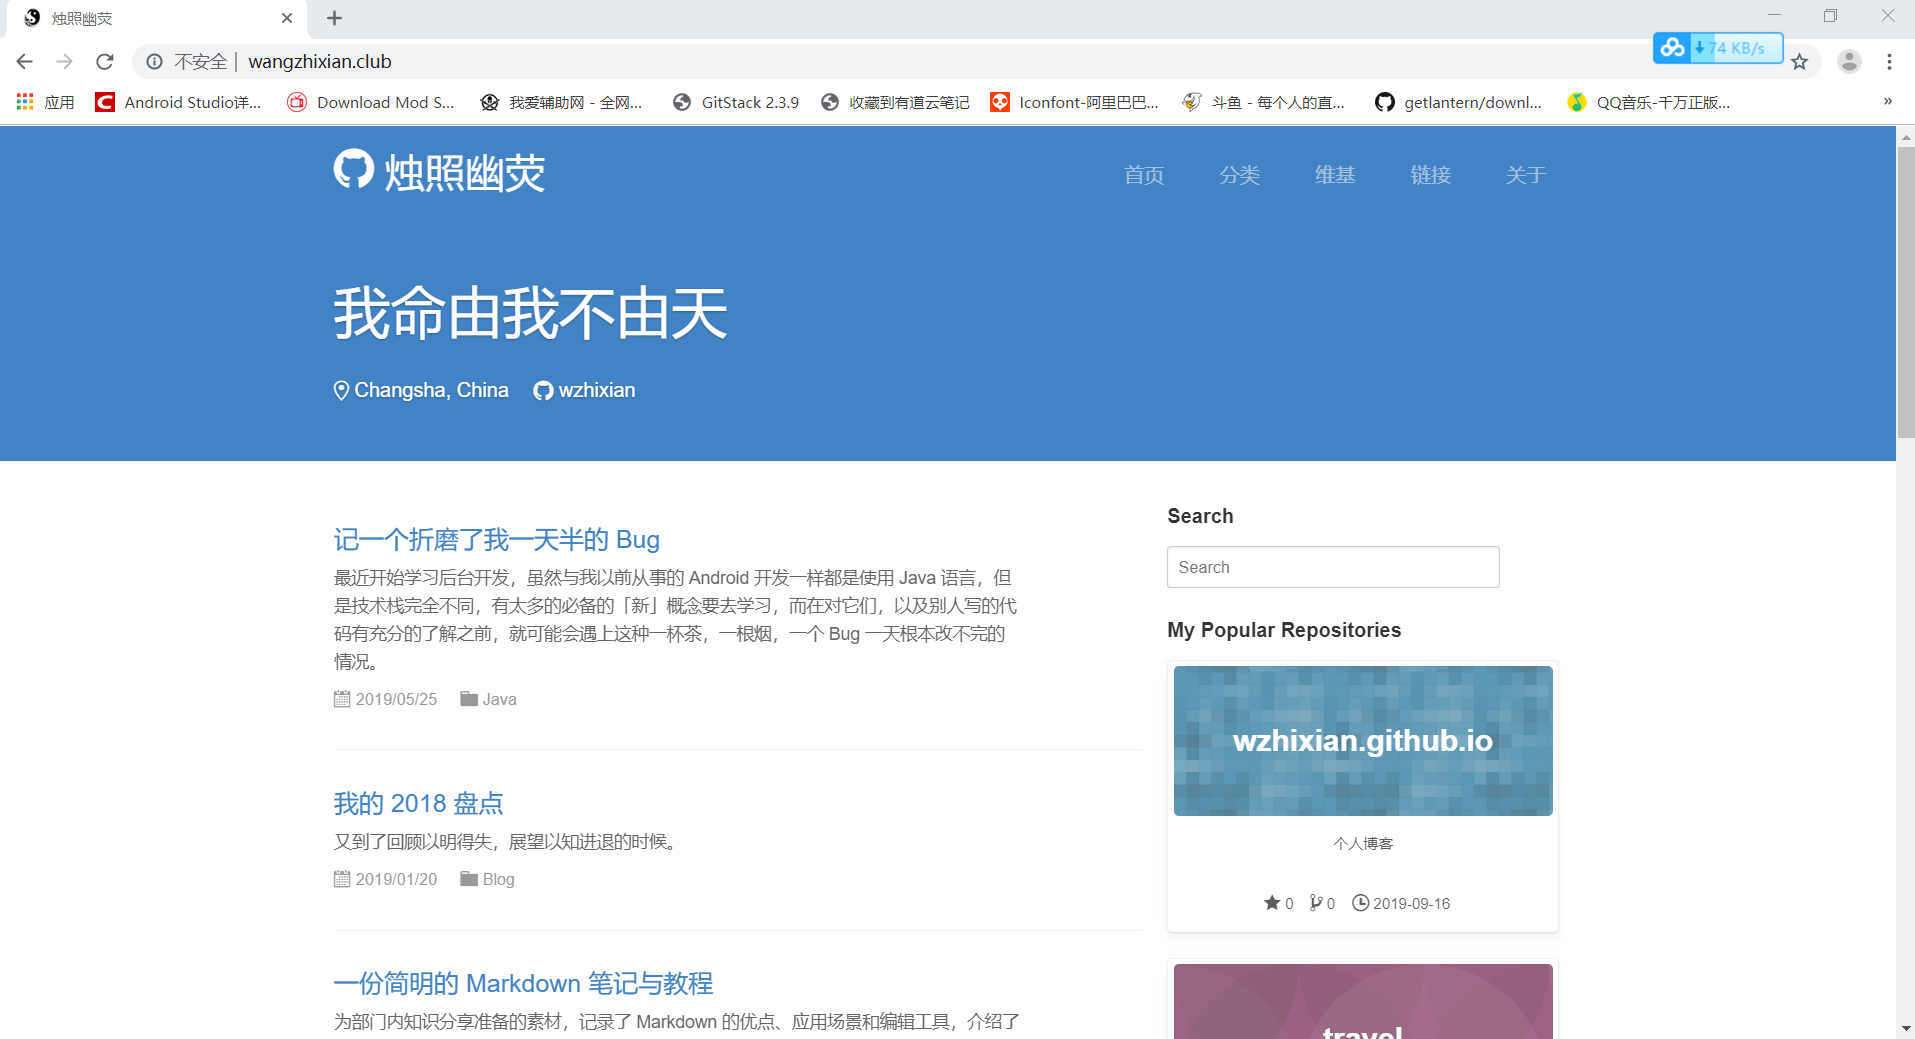 烛照幽荧
74 KB/s
不安全 | wangzhixian.club
应用
Android Studio详...
Download Mod S...
我爱辅助网 - 全网...
GitStack 2.3.9
收藏到有道云笔记
Iconfont-阿里巴巴...
斗鱼 - 每个人的直...
getlantern/downl...
QQ音乐-千万正版...
»
烛照幽荧
首页
分类
维基
链接
关于
我命由我不由天
Changsha, China
wzhixian
记一个折磨了我一天半的 Bug
最近开始学习后台开发，虽然与我以前从事的 Android 开发一样都是使用 Java 语言，但
是技术栈完全不同，有太多的必备的「新」概念要去学习，而在对它们，以及别人写的代
码有充分的了解之前，就可能会遇上这种一杯茶，一根烟，一个 Bug 一天根本改不完的
情况。
2019/05/25
Java
我的 2018 盘点
又到了回顾以明得失，展望以知进退的时候。
2019/01/20
Blog
一份简明的 Markdown 笔记与教程
为部门内知识分享准备的素材，记录了 Markdown 的优点、应用场景和编辑工具，介绍了
Search
Search
My Popular Repositories
wzhixian.github.io
个人博客
0
0
2019-09-16
travel